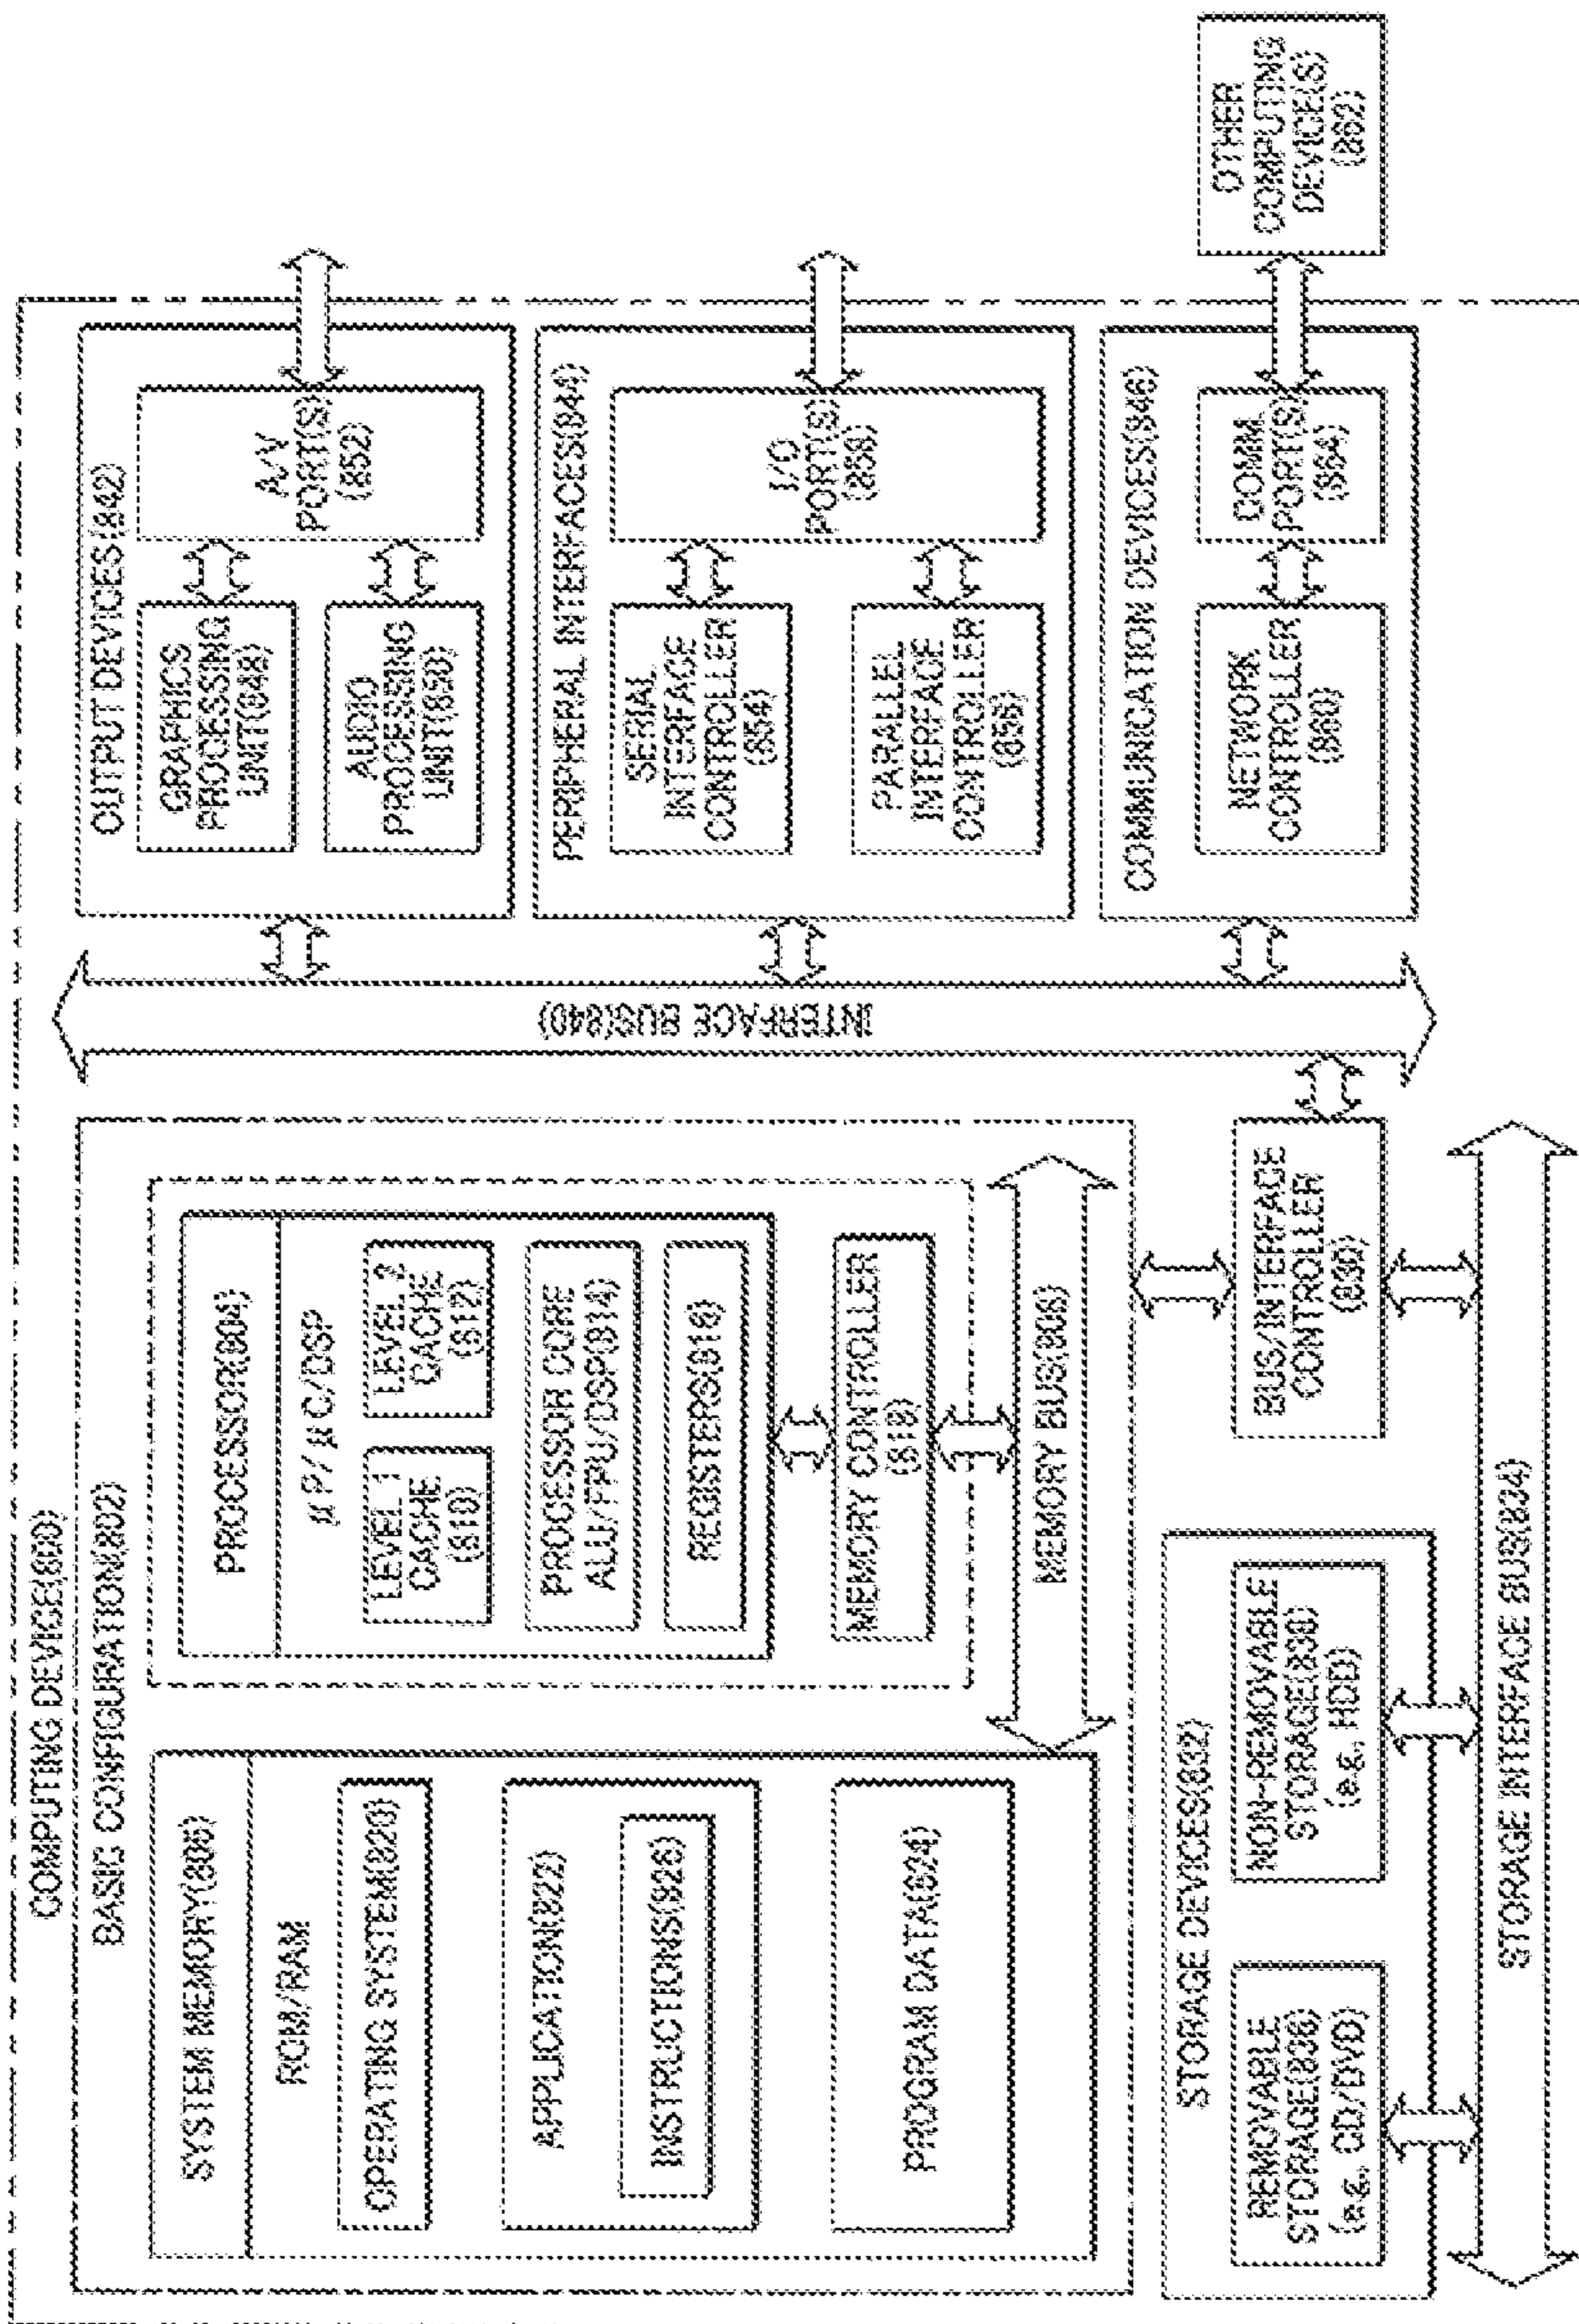 COMPUTING DEVICE(800)
BASIC CONFIGURATION(802)
SYSTEM MEMORY(806)
ROM/RAM
OPERATING SYSTEM(820)
APPLICATION(822)
INSTRUCTIONS(826)
PROGRAM DATA(824)
PROCESSOR(804)
µP/µC/DSP
LEVEL 1
CACHE
(810)
LEVEL 2
CACHE
(812)
PROCESSOR CORE
ALU/FPU/DSP(814)
REGISTERS(816)
MEMORY CONTROLLER
(818)
MEMORY BUS(808)
BUS/INTERFACE
CONTROLLER
(830)
STORAGE DEVICES(832)
REMOVABLE
STORAGE(836)
(e.g., CD/DVD)
NON-REMOVABLE
STORAGE(838)
(e.g., HDD)
STORAGE INTERFACE BUS(834)
INTERFACE BUS(840)
OUTPUT DEVICES(842)
GRAPHICS
PROCESSING
UNIT(848)
AUDIO
PROCESSING
UNIT(850)
A/V
PORT(S)
(852)
PERIPHERAL INTERFACES(844)
SERIAL
INTERFACE
CONTROLLER
(854)
PARALLEL
INTERFACE
CONTROLLER
(856)
I/O
PORT(S)
(858)
COMMUNICATION DEVICES(846)
NETWORK
CONTROLLER
(860)
COMM.
PORT(S)
(864)
OTHER
COMPUTING
DEVICE(S)
(862)